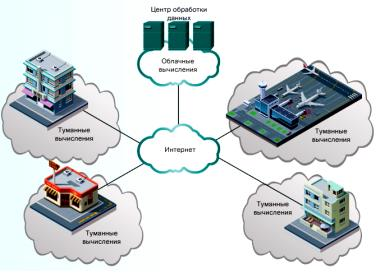 Центр обработки
данных
Облачные
вычисления
Туманные
вычисления
Туманные
вычисления
Интернет
Туманные
вычисления
Туманные
вычисления